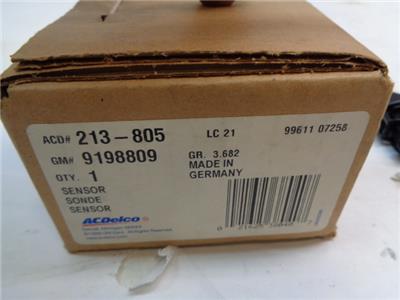 ACD# 213-805 LC 21 99611 07258
GM# 9198809 GR. 3.682
QTY. 1 MADE IN
GERMANY
SENSOR
SONDE
SENSOR
ACDelco